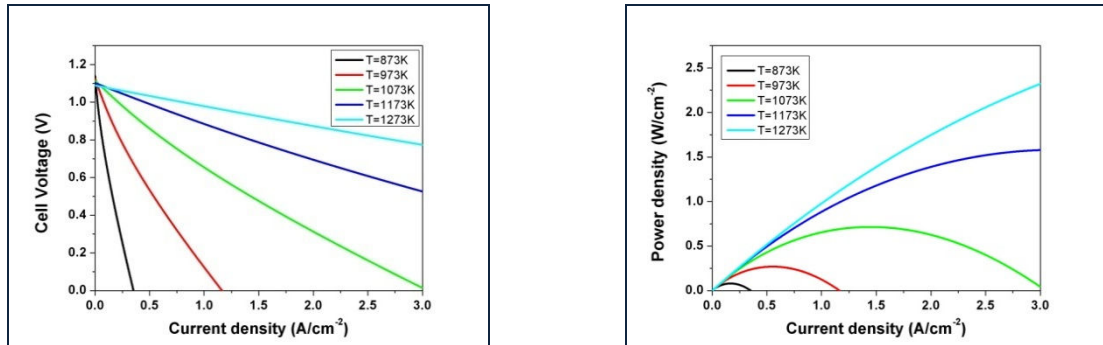 1.2
1.0
0.8
0.6
0.4
0.2
0.0
Cell Voltage (V)
T=873K
T=973K
T=1073K
T=1173K
T=1273K
0.0 0.5 1.0 1.5 2.0 2.5 3.0
Current density (A/cm⁻²)
2.5
2.0
1.5
1.0
0.5
0.0
Power density (W/cm⁻²)
T=873K
T=973K
T=1073K
T=1173K
T=1273K
0.0 0.5 1.0 1.5 2.0 2.5 3.0
Current density (A/cm⁻²)